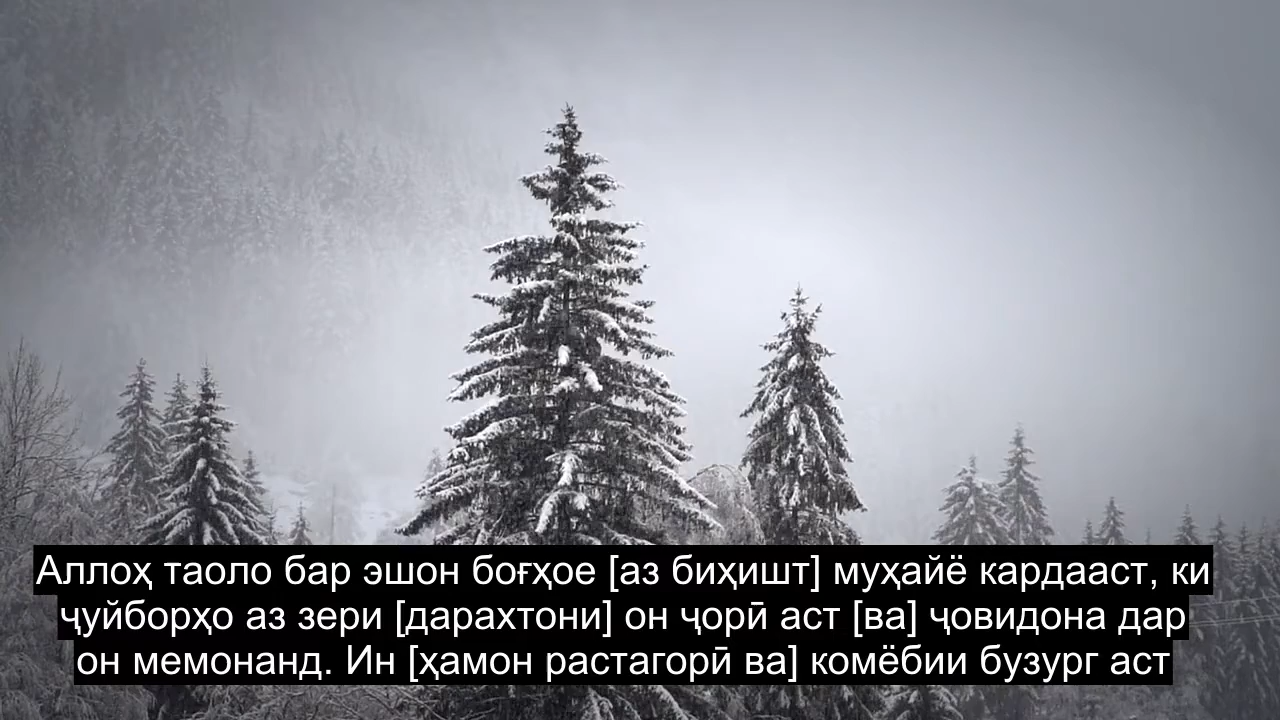 Аллоҳ таоло бар эшон боғҳое [аз биҳишт] муҳайё кардааст, ки
ҷуйборҳо аз зери [дарахтони] он ҷорӣ аст [ва] ҷовидона дар
он мемонанд. Ин [ҳамон растагорӣ ва] комёбии бузург аст